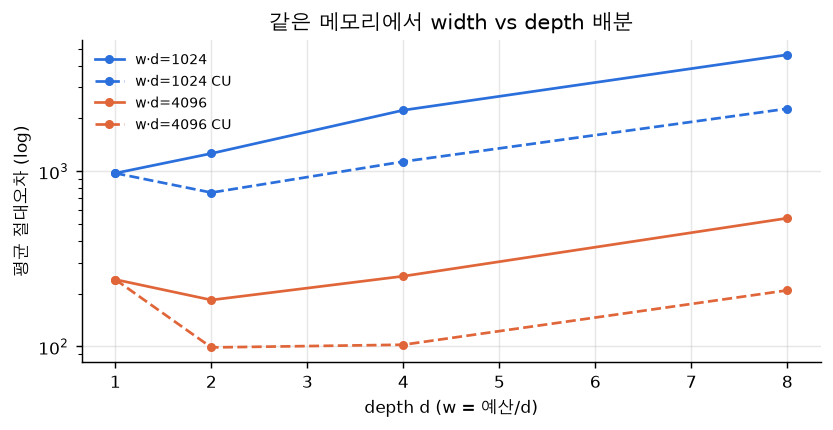 같은 메모리에서 width vs depth 배분
w·d=1024
w·d=1024 CU
w·d=4096
w·d=4096 CU
평균 절대오차 (log)
10³
10²
1 2 3 4 5 6 7 8
depth d (w = 예산/d)